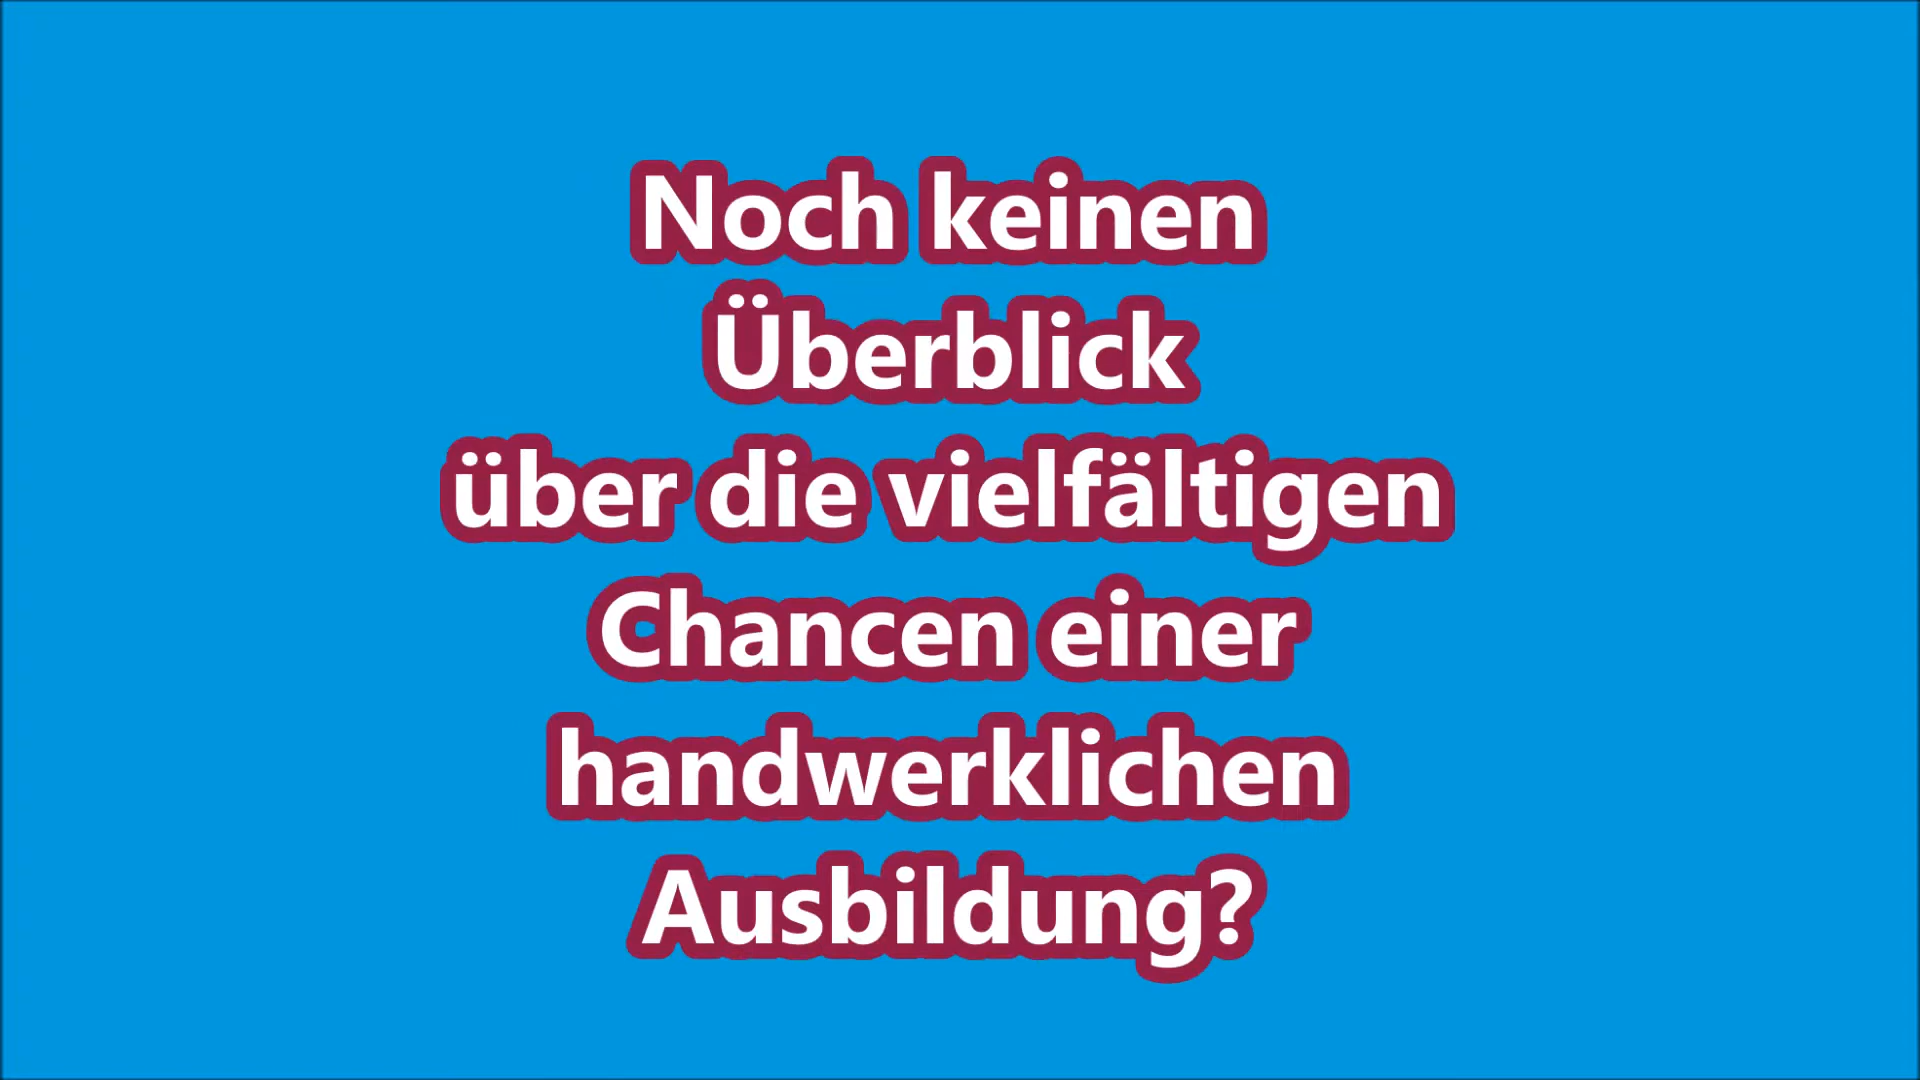 Noch keinen
Überblick
über die vielfältigen
Chancen einer
handwerklichen
Ausbildung?